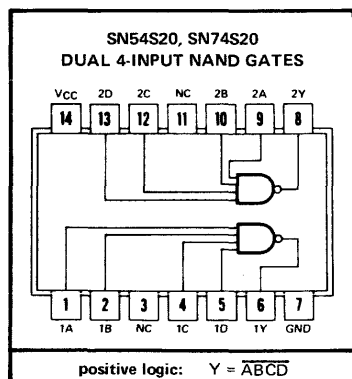 SN54S20, SN74S20
DUAL 4-INPUT NAND GATES
VCC 2D 2C NC 2B 2A 2Y
14 13 12 11 10 9 8
1 2 3 4 5 6 7
1A 1B NC 1C 1D 1Y GND
positive logic: Y = A̅B̅C̅D̅